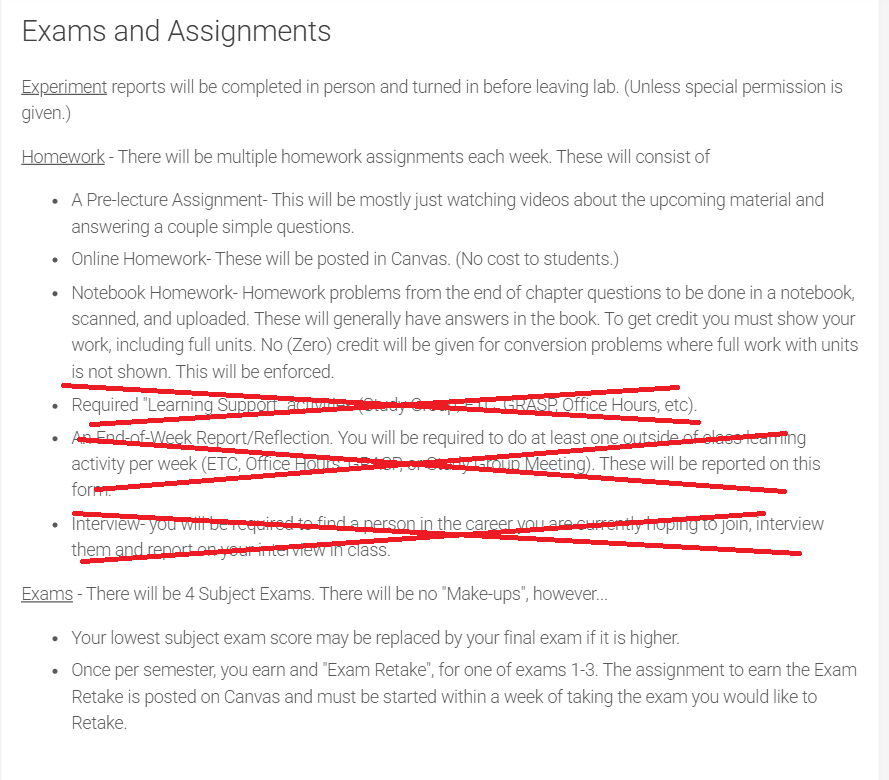 Exams and Assignments
Experiment reports will be completed in person and turned in before leaving lab. (Unless special permission is
given.)
Homework - There will be multiple homework assignments each week. These will consist of
• A Pre-lecture Assignment- This will be mostly just watching videos about the upcoming material and
answering a couple simple questions.
• Online Homework- These will be posted in Canvas. (No cost to students.)
• Notebook Homework- Homework problems from the end of chapter questions to be done in a notebook,
scanned, and uploaded. These will generally have answers in the book. To get credit you must show your
work, including full units. No (Zero) credit will be given for conversion problems where full work with units
is not shown. This will be enforced.
• Required "Learning Support" activities (Study Group, ETC, GRASP, Office Hours, etc).
• An End-of-Week Report/Reflection. You will be required to do at least one outside of class learning
activity per week (ETC, Office Hours, GRASP, or Study Group Meeting). These will be reported on this
form.
• Interview- you will be required to find a person in the career you are currently hoping to join, interview
them and report on your interview in class.
Exams - There will be 4 Subject Exams. There will be no "Make-ups", however...
• Your lowest subject exam score may be replaced by your final exam if it is higher.
• Once per semester, you earn and "Exam Retake", for one of exams 1-3. The assignment to earn the Exam
Retake is posted on Canvas and must be started within a week of taking the exam you would like to
Retake.